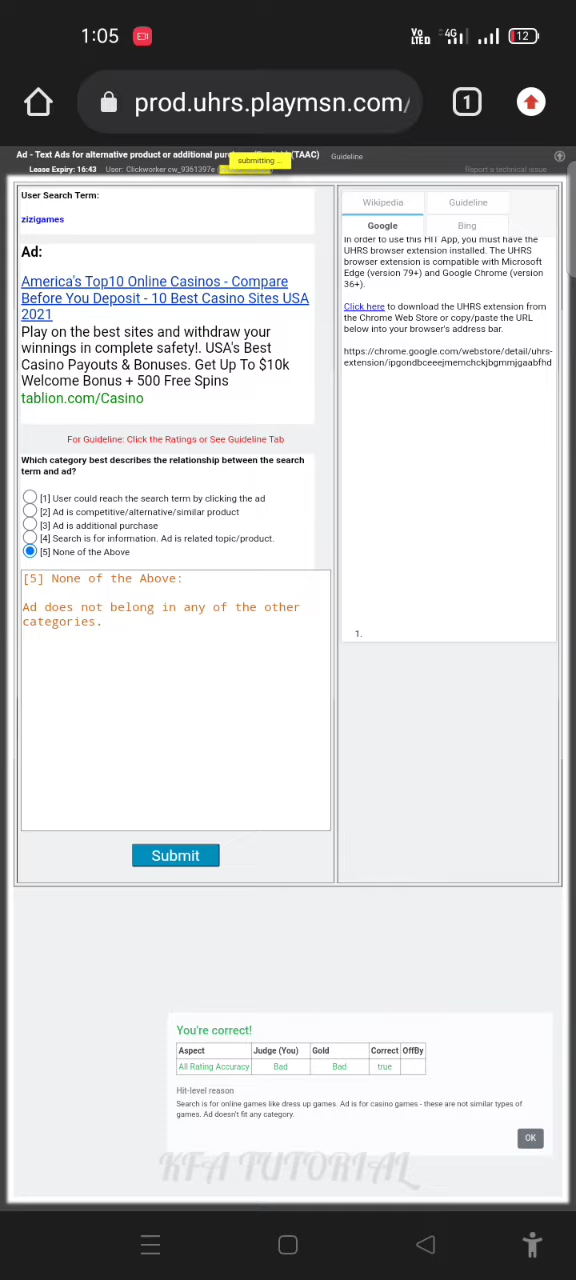 1:05
Vo
LTED
4G
12
prod.uhrs.playmsn.com/
1
Ad - Text Ads for alternative product or additional pur (TAAC) Guideline
submitting ...
Lease Expiry: 16:43 User: Clickworker cw_9361397e
Report a technical issue
User Search Term:
zizigames
Ad:
America's Top10 Online Casinos - Compare
Before You Deposit - 10 Best Casino Sites USA
2021
Play on the best sites and withdraw your
winnings in complete safety!. USA's Best
Casino Payouts & Bonuses. Get Up To $10k
Welcome Bonus + 500 Free Spins
tablion.com/Casino
For Guideline: Click the Ratings or See Guideline Tab
Which category best describes the relationship between the search
term and ad?
[1] User could reach the search term by clicking the ad
[2] Ad is competitive/alternative/similar product
[3] Ad is additional purchase
[4] Search is for information. Ad is related topic/product.
[5] None of the Above
[5] None of the Above:
Ad does not belong in any of the other
categories.
Submit
Wikipedia Guideline
Google Bing
In order to use this HIT App, you must have the
UHRS browser extension installed. The UHRS
browser extension is compatible with Microsoft
Edge (version 79+) and Google Chrome (version
36+).
Click here to download the UHRS extension from
the Chrome Web Store or copy/paste the URL
below into your browser's address bar.
https://chrome.google.com/webstore/detail/uhrs-
extension/ipgondbceeejmemchckjbgmmjgaabfhd
1.
You're correct!
Aspect Judge (You) Gold Correct OffBy
All Rating Accuracy Bad Bad true
Hit-level reason
Search is for online games like dress up games. Ad is for casino games - these are not similar types of
games. Ad doesn't fit any category.
OK
KFA TUTORIAL